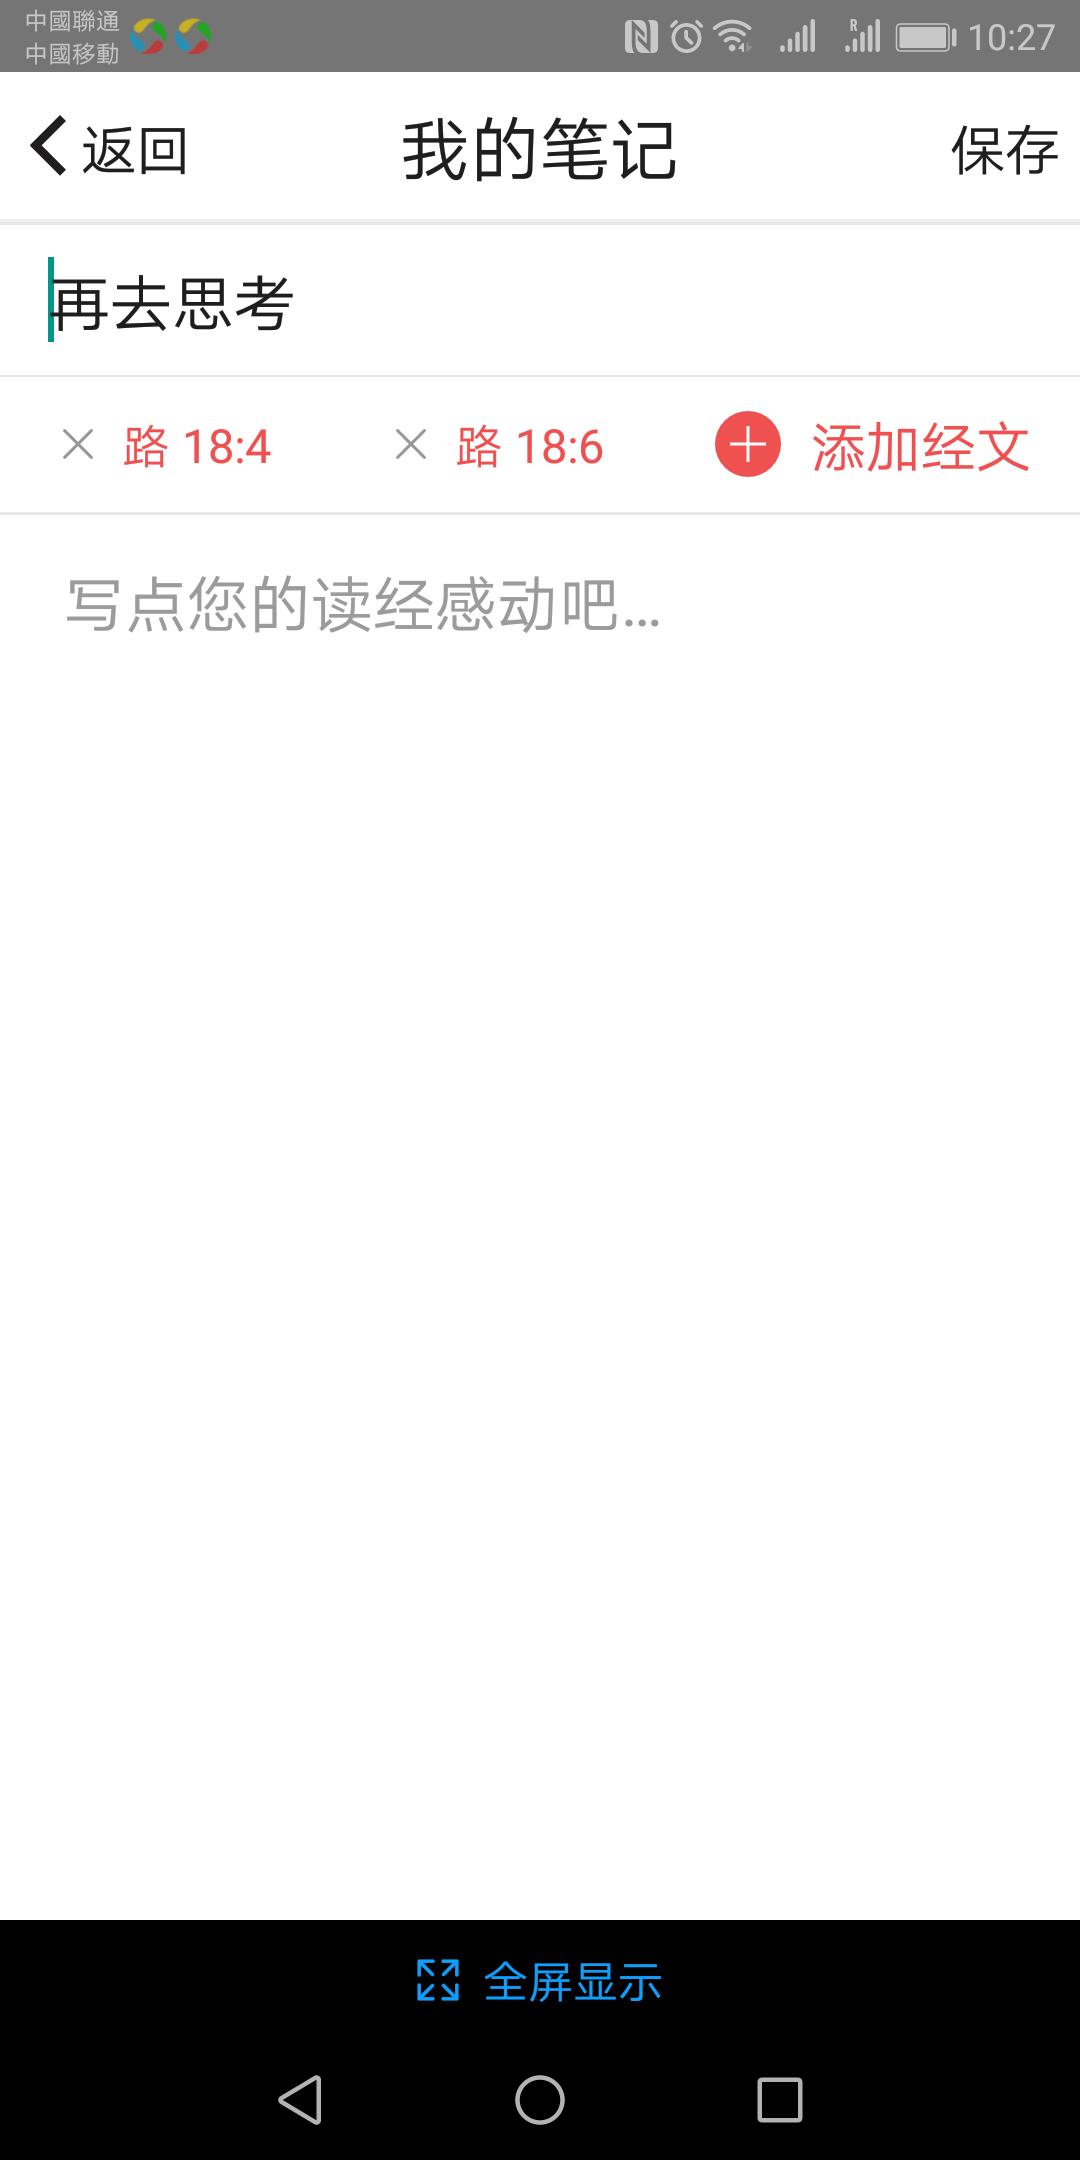 中國聯通
中國移動
R
10:27
返回
我的笔记
保存
再去思考
路 18:4
路 18:6
添加经文
写点您的读经感动吧...
全屏显示